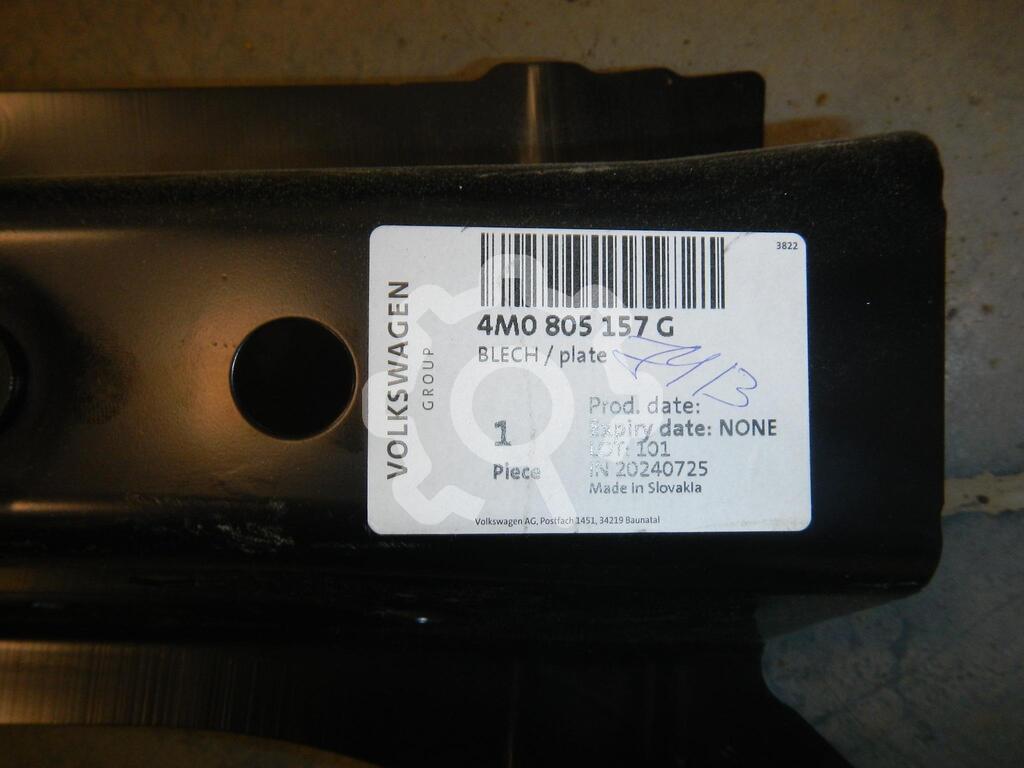 3822
VOLKSWAGEN
GROUP
4M0 805 157 G
BLECH / plate
1
Piece
Prod. date:
Expiry date: NONE
LOT: 101
IN 20240725
Made in Slovakia
Volkswagen AG, Postfach 1451, 34219 Baunatal